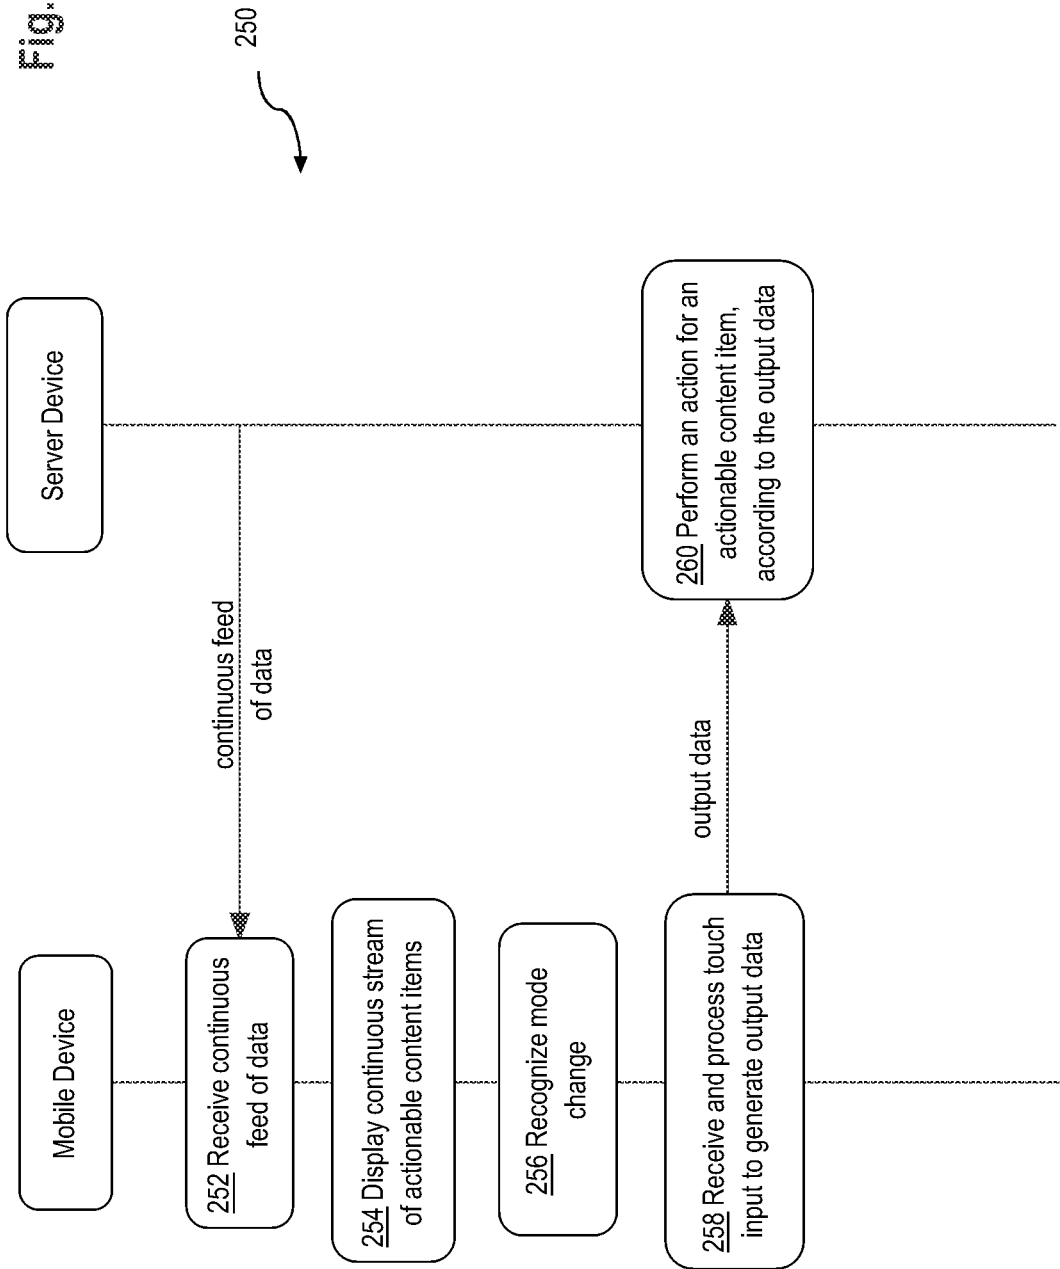 Fig.
250
Mobile Device
Server Device
continuous feed
of data
252 Receive continuous
feed of data
254 Display continuous stream
of actionable content items
256 Recognize mode
change
258 Receive and process touch
input to generate output data
output data
260 Perform an action for an
actionable content item,
according to the output data